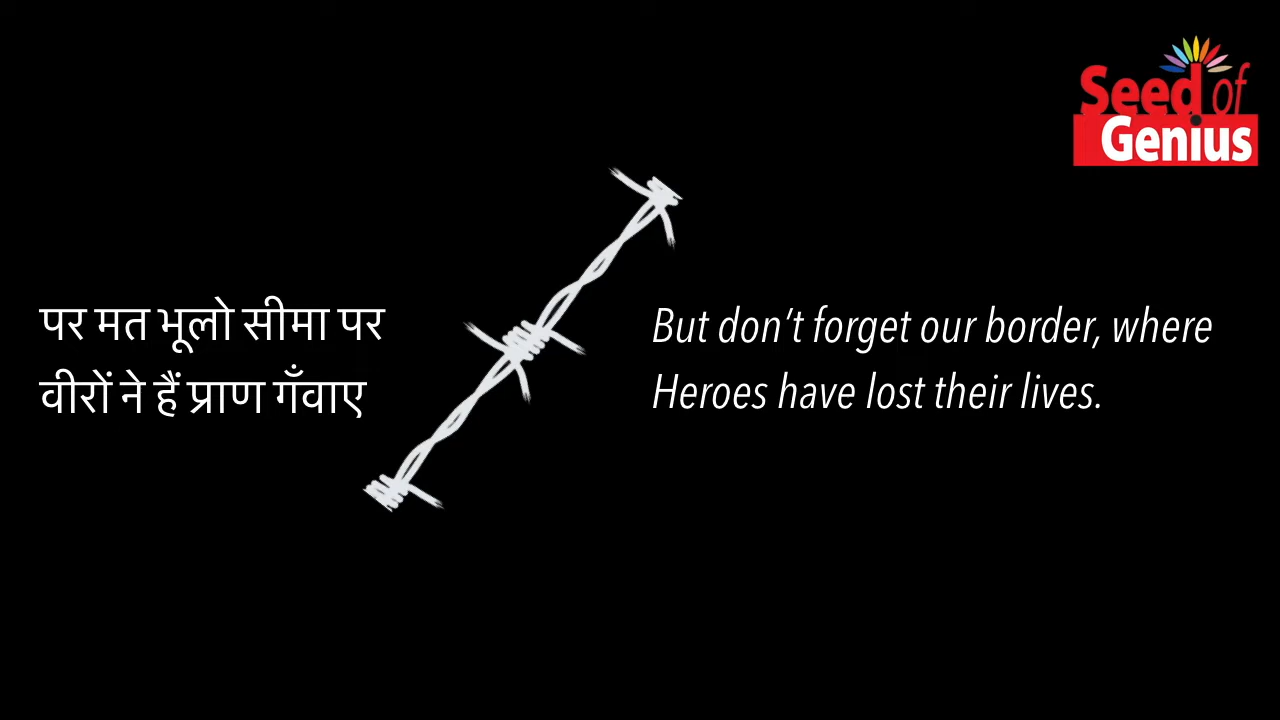 Seed of
Genius
पर मत भूलो सीमा पर
वीरों ने हैं प्राण गँवाए
But don’t forget our border, where
Heroes have lost their lives.